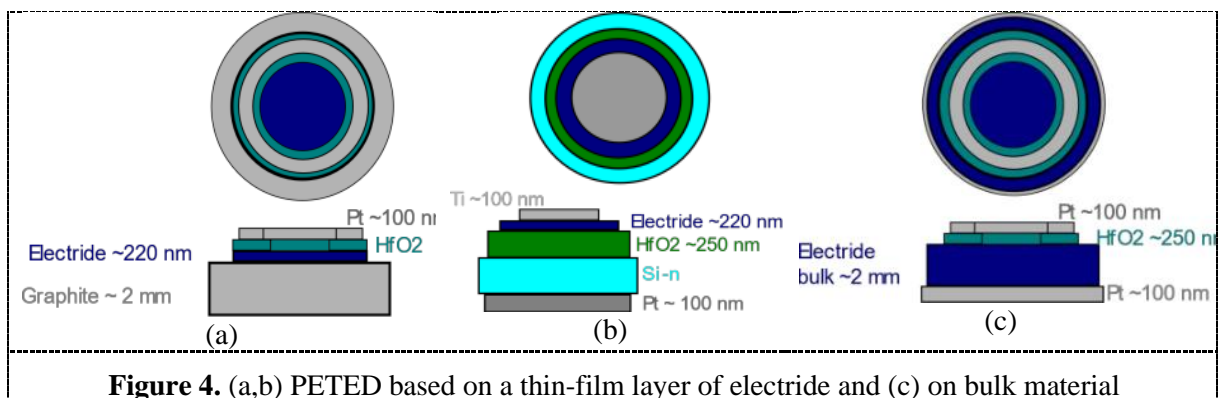 Pt ~100 nm
HfO2
Electride ~220 nm
Graphite ~ 2 mm
(a)
Ti ~100 nm
Electride ~220 nm
HfO2 ~250 nm
Si-n
Pt ~ 100 nm
(b)
Pt ~100 nm
HfO2 ~250 nm
Electride
bulk ~2 mm
Pt ~100 nm
(c)
Figure 4. (a,b) PETED based on a thin-film layer of electride and (c) on bulk material